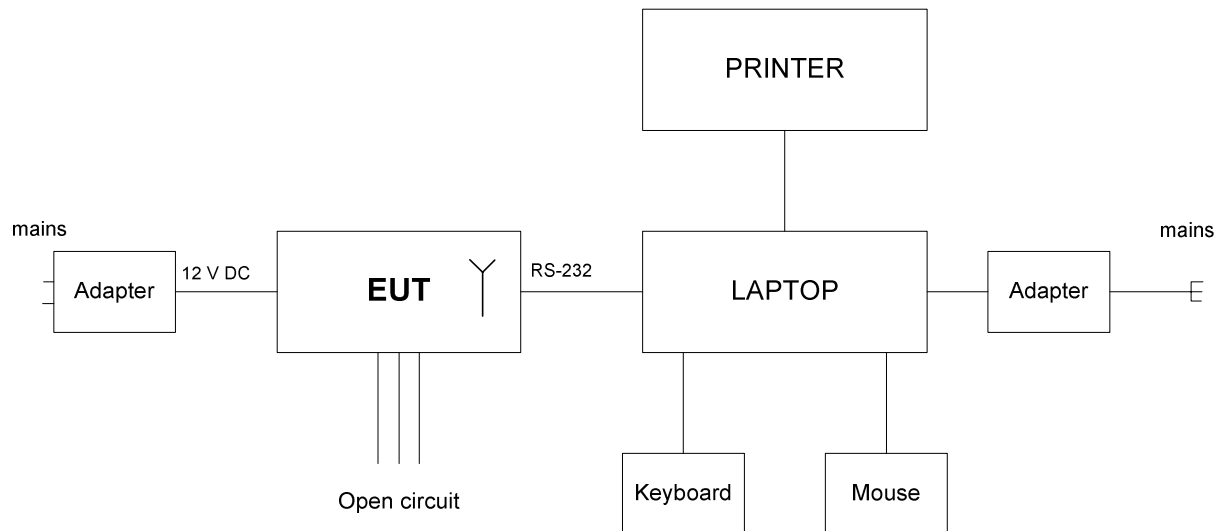 PRINTER
mains
mains
Adapter
12 V DC
EUT
RS-232
LAPTOP
Adapter
Open circuit
Keyboard
Mouse